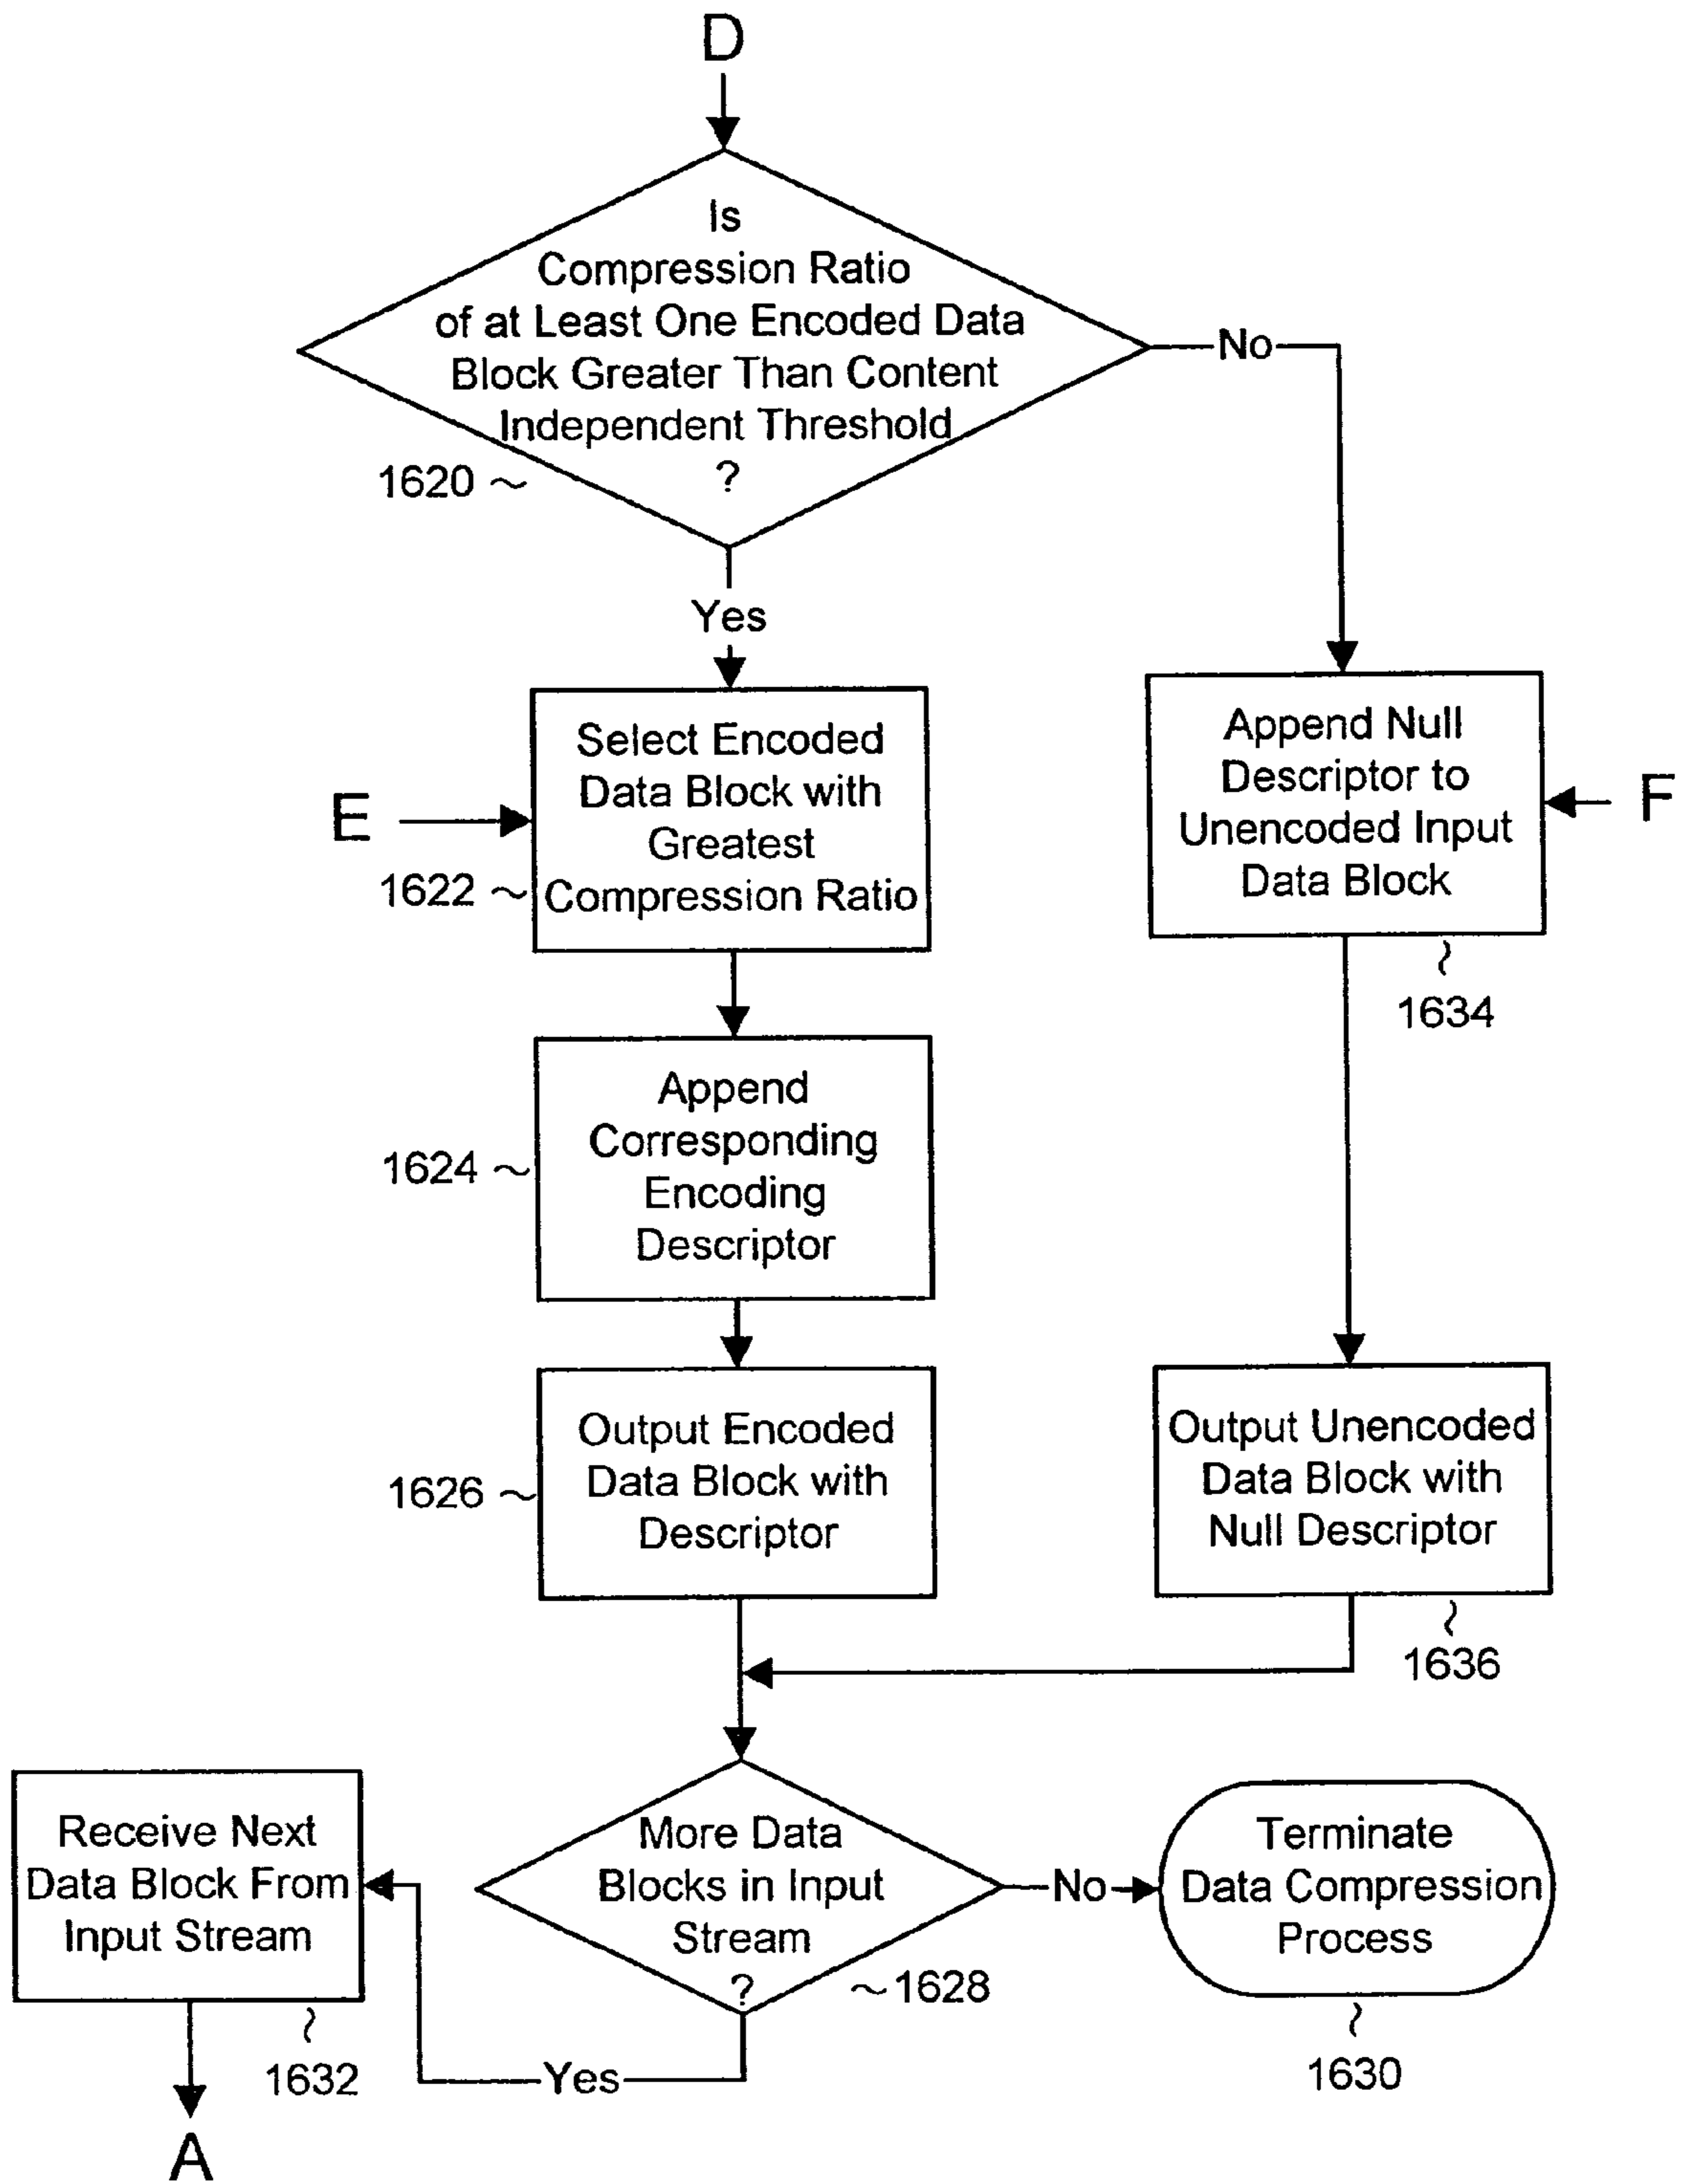 D
Is
Compression Ratio
of at Least One Encoded Data
Block Greater Than Content
Independent Threshold
?
1620
No
Yes
E
Select Encoded
Data Block with
Greatest
Compression Ratio
1622
Append Null
Descriptor to
Unencoded Input
Data Block
F
1634
Append
Corresponding
Encoding
Descriptor
1624
Output Encoded
Data Block with
Descriptor
1626
Output Unencoded
Data Block with
Null Descriptor
1636
Receive Next
Data Block From
Input Stream
1632
More Data
Blocks in Input
Stream
?
1628
No
Terminate
Data Compression
Process
1630
Yes
A